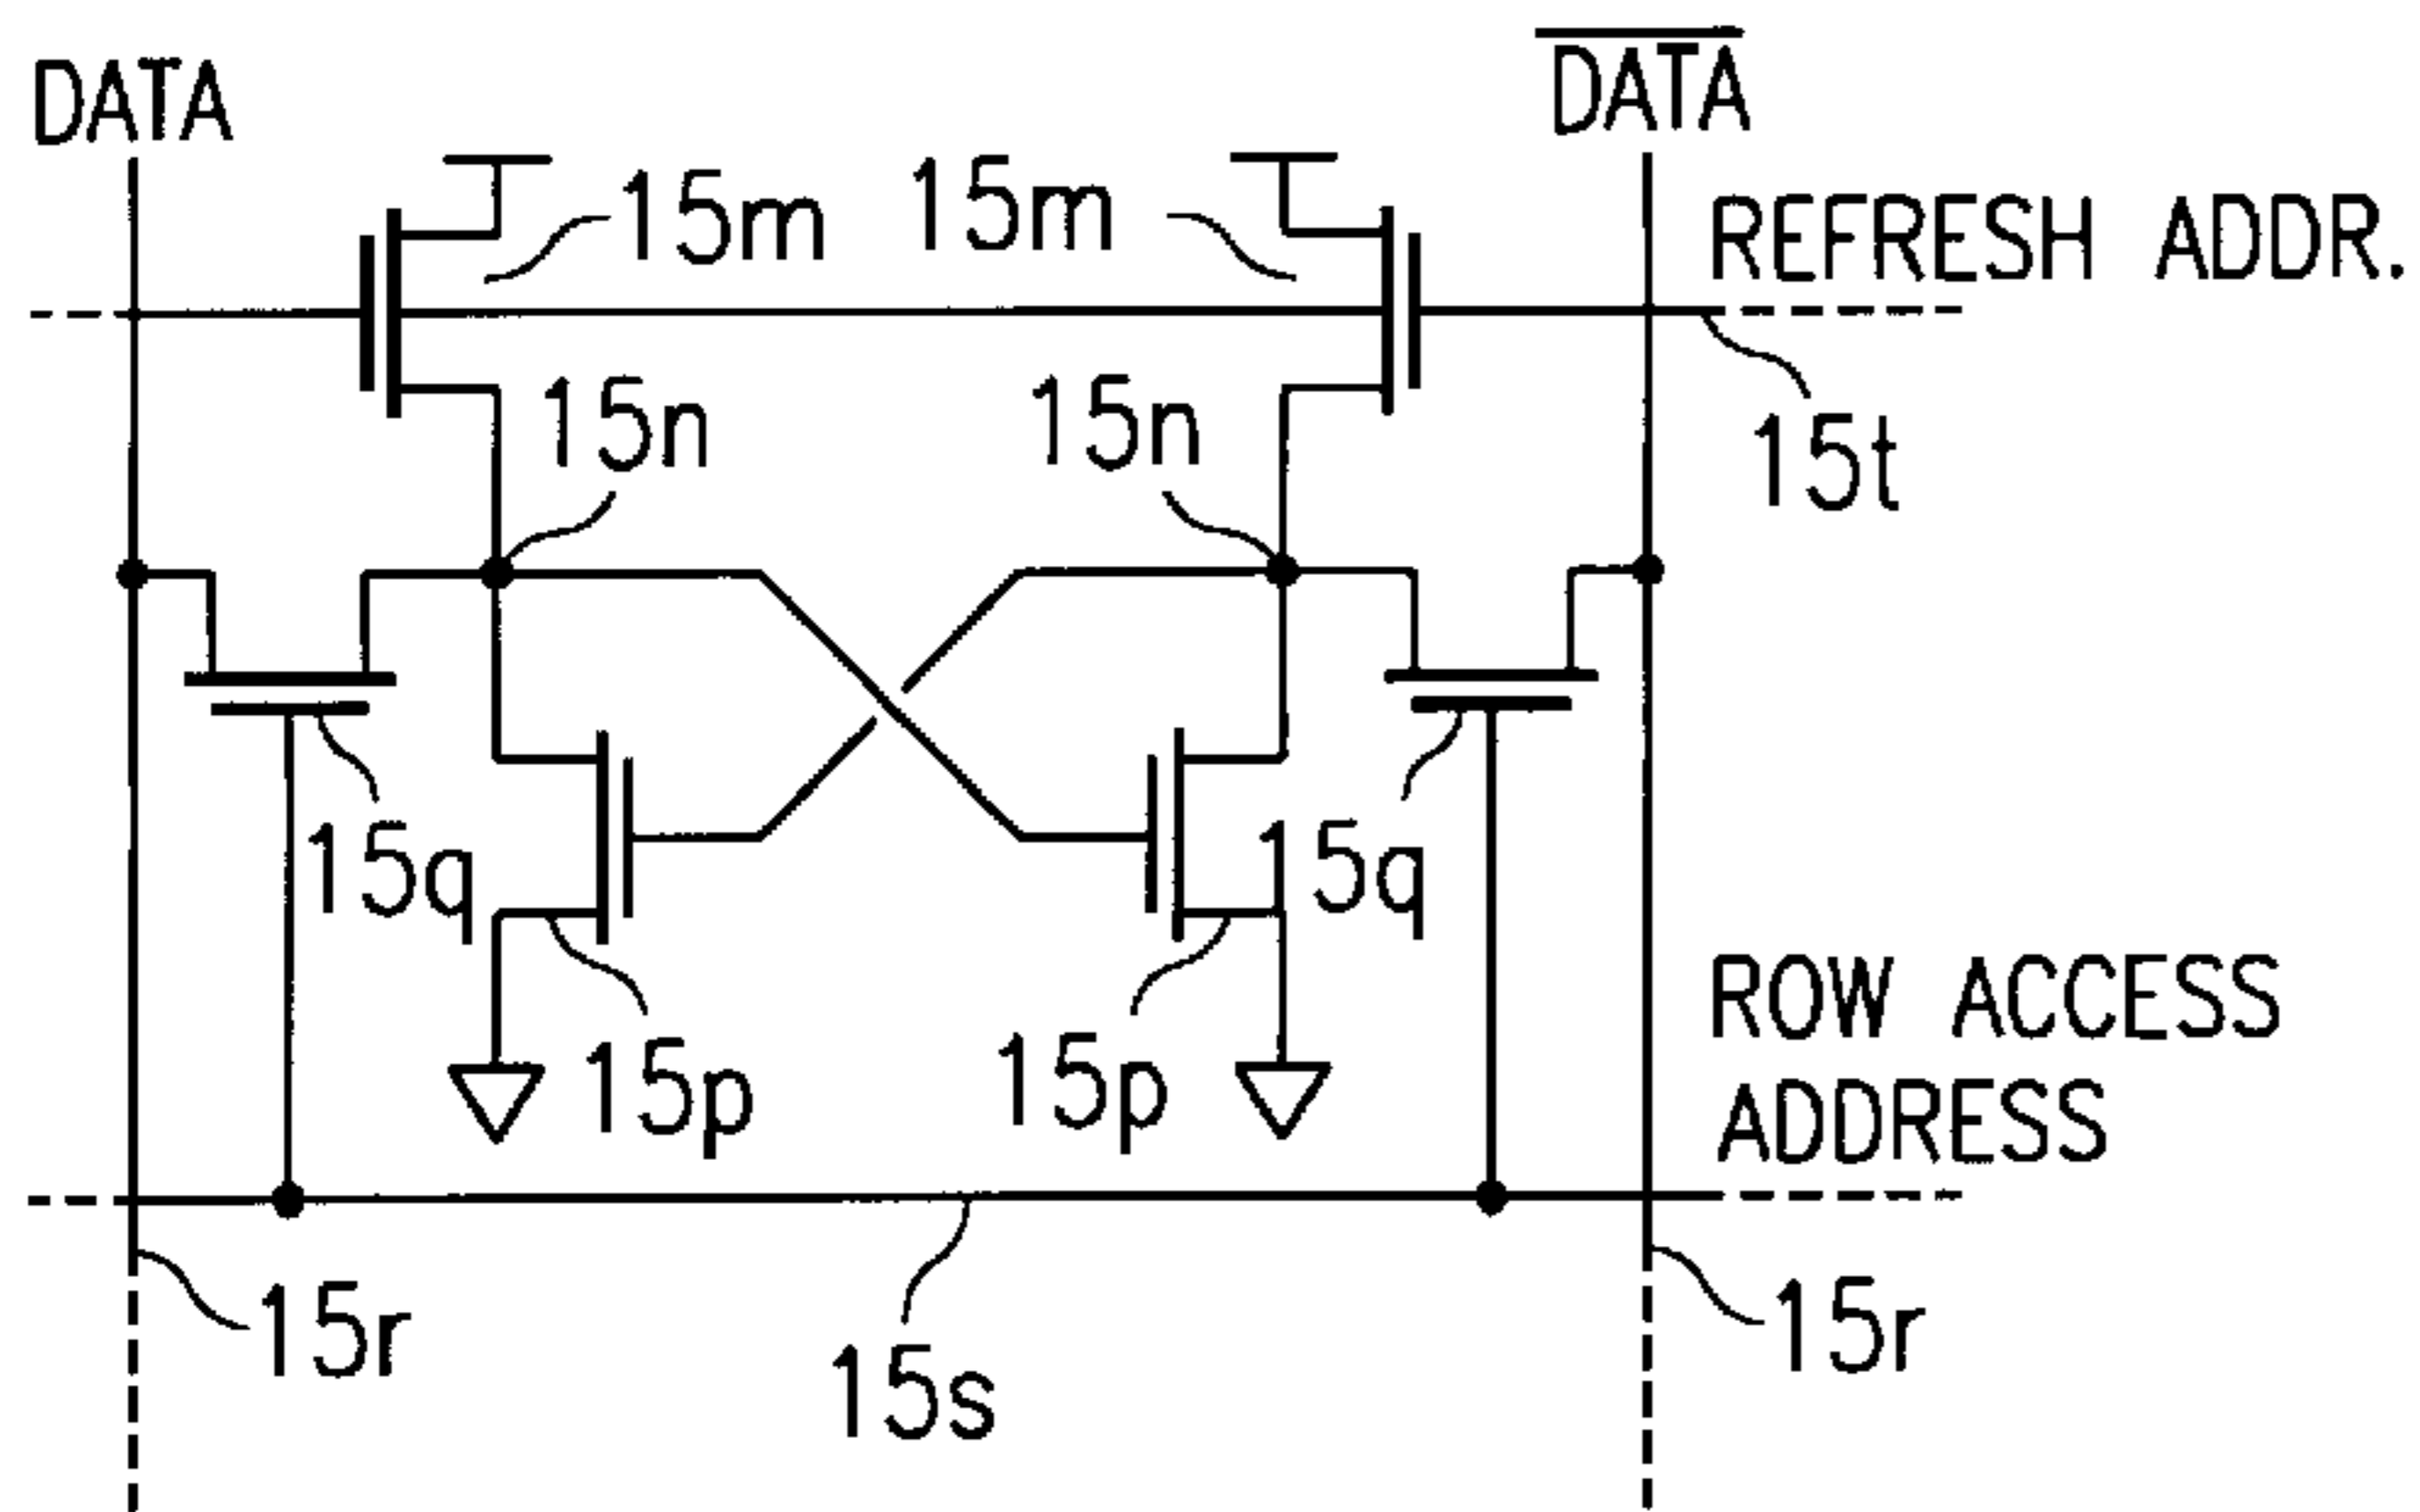 DATA
DATA
15m
15m
REFRESH ADDR.
15n
15n
15t
15q
15q
15p
15p
ROW ACCESS
ADDRESS
15r
15s
15r